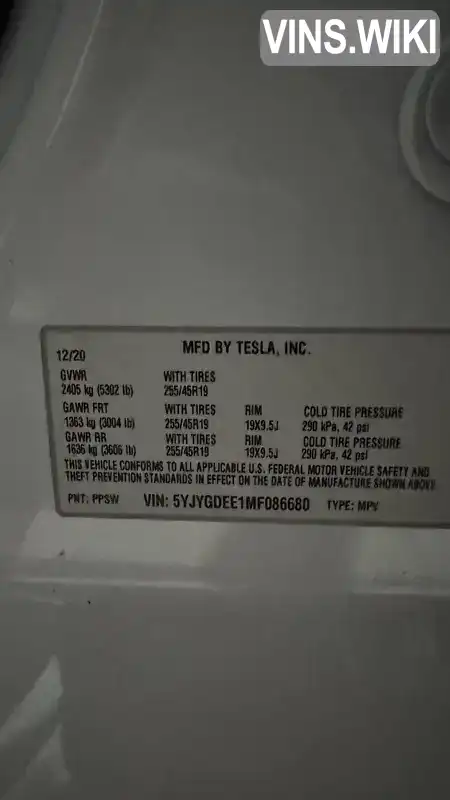 VINS.WIKI
12/20 MFD BY TESLA, INC.
GVWR WITH TIRES
2405 kg (5302 lb) 255/45R19
GAWR FRT WITH TIRES RIM COLD TIRE PRESSURE
1363 kg (3004 lb) 255/45R19 19X9.5J 290 kPa, 42 psi
GAWR RR WITH TIRES RIM COLD TIRE PRESSURE
1636 kg (3606 lb) 255/45R19 19X9.5J 290 kPa, 42 psi
THIS VEHICLE CONFORMS TO ALL APPLICABLE U.S. FEDERAL MOTOR VEHICLE SAFETY AND
THEFT PREVENTION STANDARDS IN EFFECT ON THE DATE OF MANUFACTURE SHOWN ABOVE
PNT: PPSW VIN: 5YJYGDEE1MF086680 TYPE: MPV